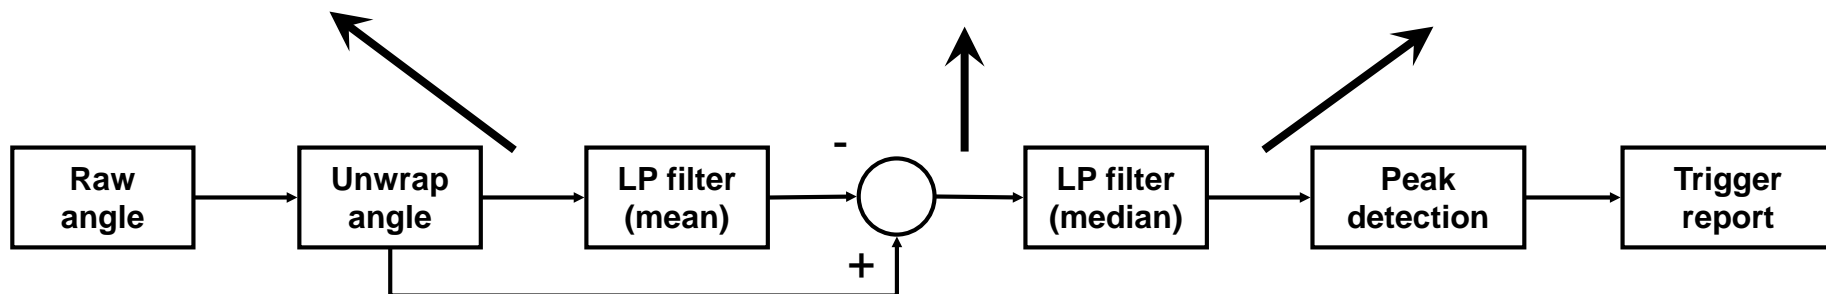 -
Raw
angle
Unwrap
angle
LP filter
(mean)
LP filter
(median)
Peak
detection
Trigger
report
+